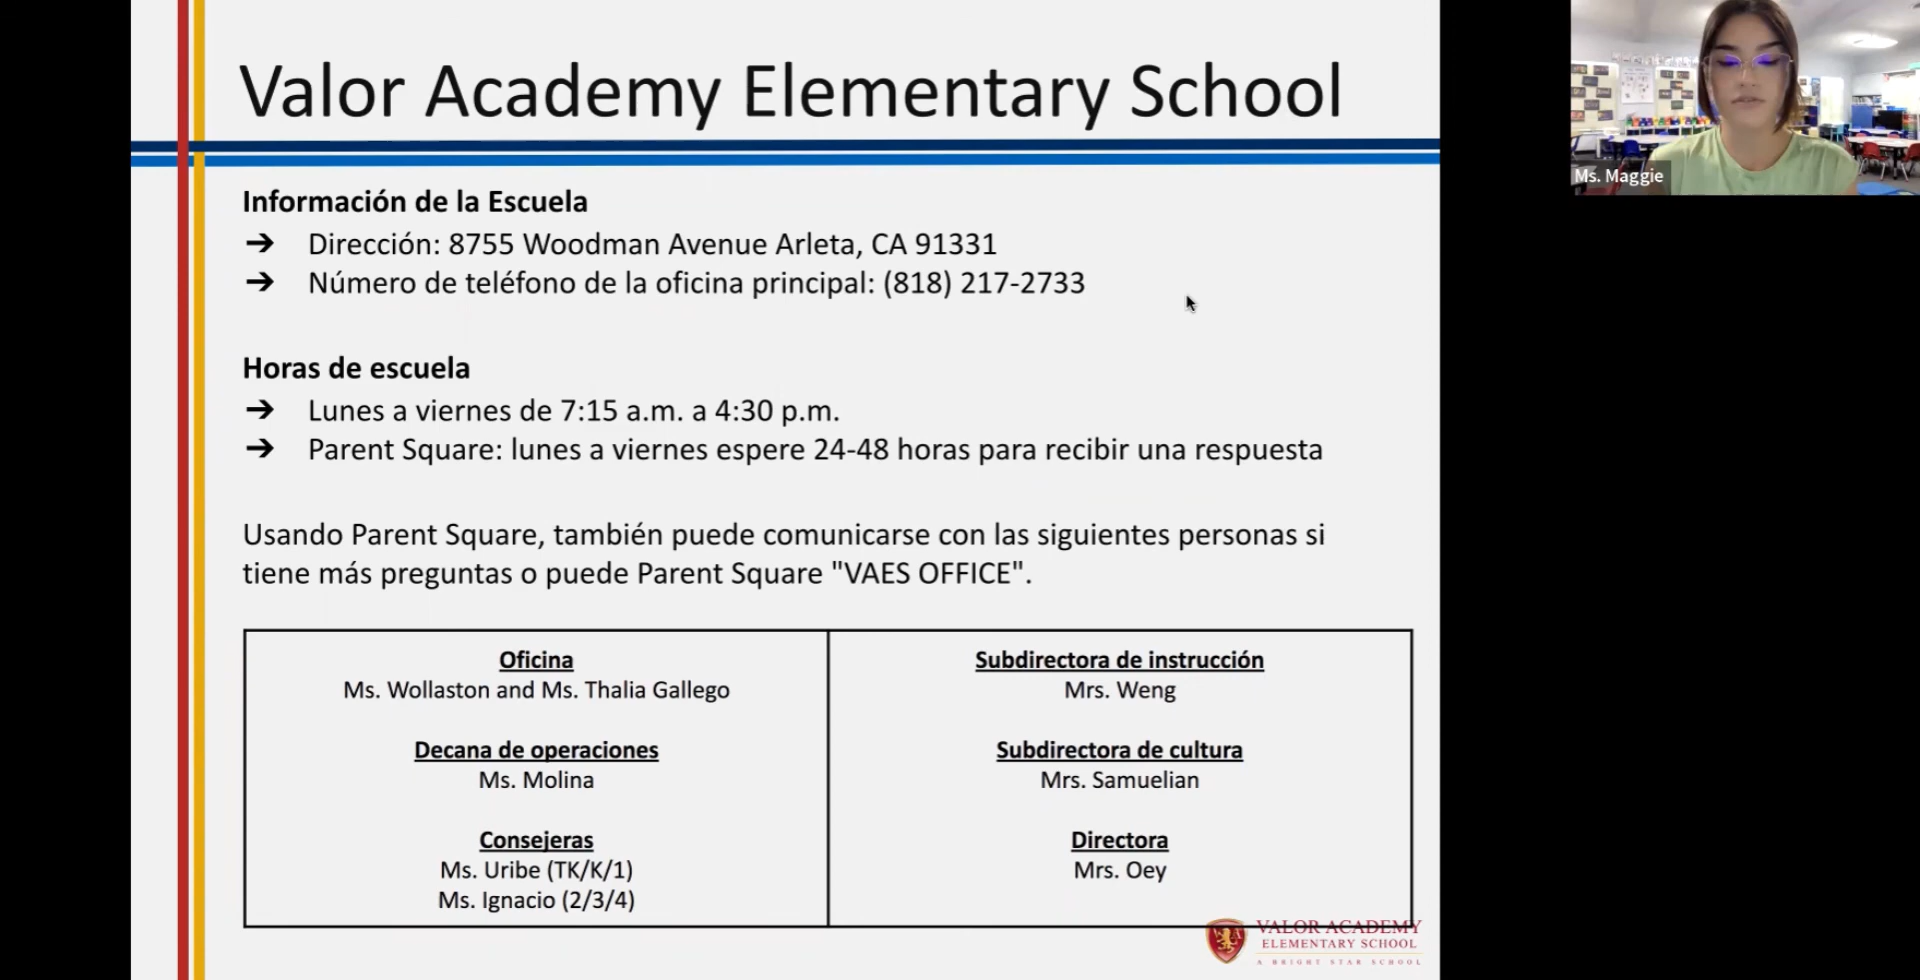 Valor Academy Elementary School
Información de la Escuela
➔ Dirección: 8755 Woodman Avenue Arleta, CA 91331
➔ Número de teléfono de la oficina principal: (818) 217-2733
Horas de escuela
➔ Lunes a viernes de 7:15 a.m. a 4:30 p.m.
➔ Parent Square: lunes a viernes espere 24-48 horas para recibir una respuesta
Usando Parent Square, también puede comunicarse con las siguientes personas si
tiene más preguntas o puede Parent Square "VAES OFFICE".
Oficina
Ms. Wollaston and Ms. Thalia Gallego
Decana de operaciones
Ms. Molina
Consejeras
Ms. Uribe (TK/K/1)
Ms. Ignacio (2/3/4)
Subdirectora de instrucción
Mrs. Weng
Subdirectora de cultura
Mrs. Samuelian
Directora
Mrs. Oey
VALOR ACADEMY
ELEMENTARY SCHOOL
A BRIGHT STAR SCHOOL
Ms. Maggie